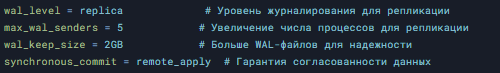 wal_level = replica # Уровень журналирования для репликации
max_wal_senders = 5 # Увеличение числа процессов для репликации
wal_keep_size = 2GB # Больше WAL-файлов для надежности
synchronous_commit = remote_apply # Гарантия согласованности данных